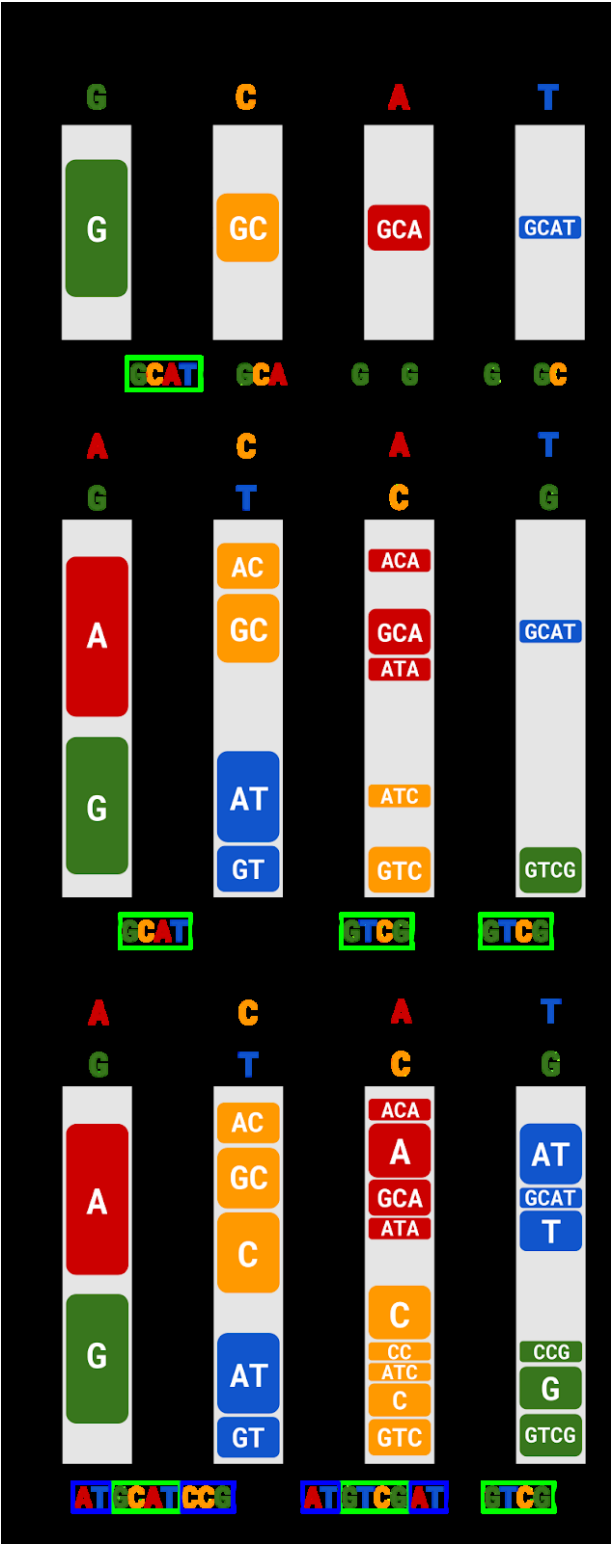 G C A T
G GC GCA GCAT
GCAT GCA G G G GC
A C A T
G T C G
AC ACA
A GC GCA GCAT
ATA
G AT ATC
GT GTC GTCG
GCAT GTCG GTCG
A C A T
G T C G
AC ACA
A GC A AT
GCA GCAT
C ATA T
C
G AT CC CCG
ATC
C G
GT GTC GTCG
ATGCATCCG ATGTCGAT GTCG